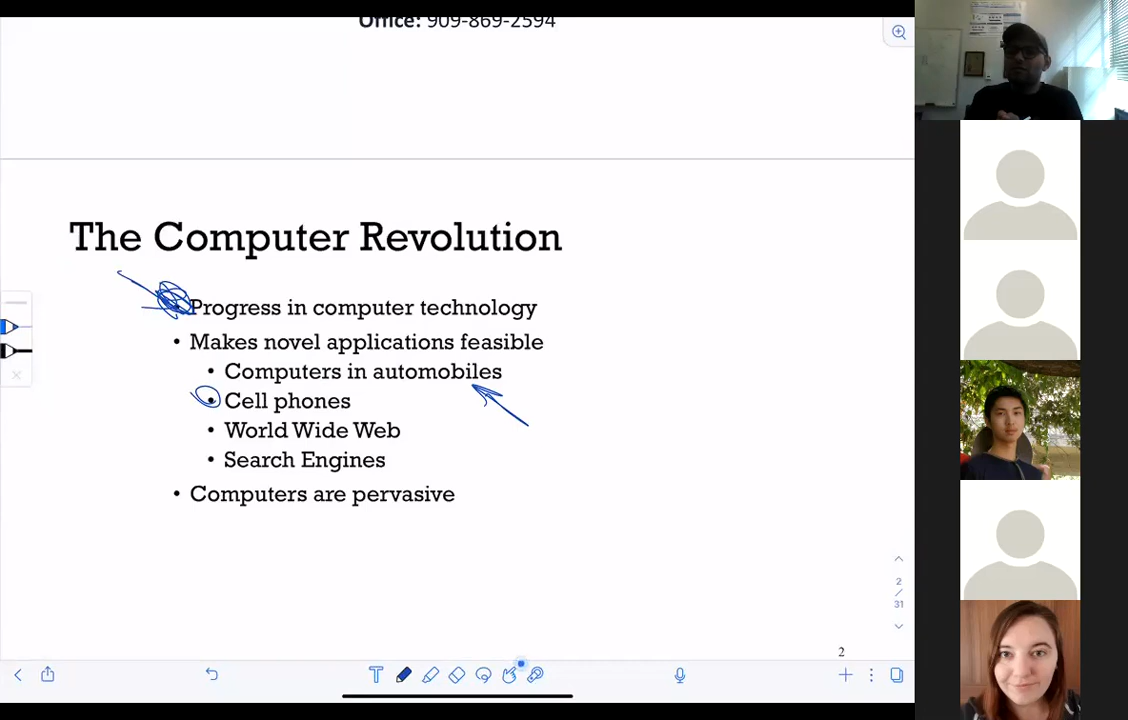 Office: 909-869-2594
The Computer Revolution
• Progress in computer technology
• Makes novel applications feasible
• Computers in automobiles
• Cell phones
• World Wide Web
• Search Engines
• Computers are pervasive
2
/
31
2
T